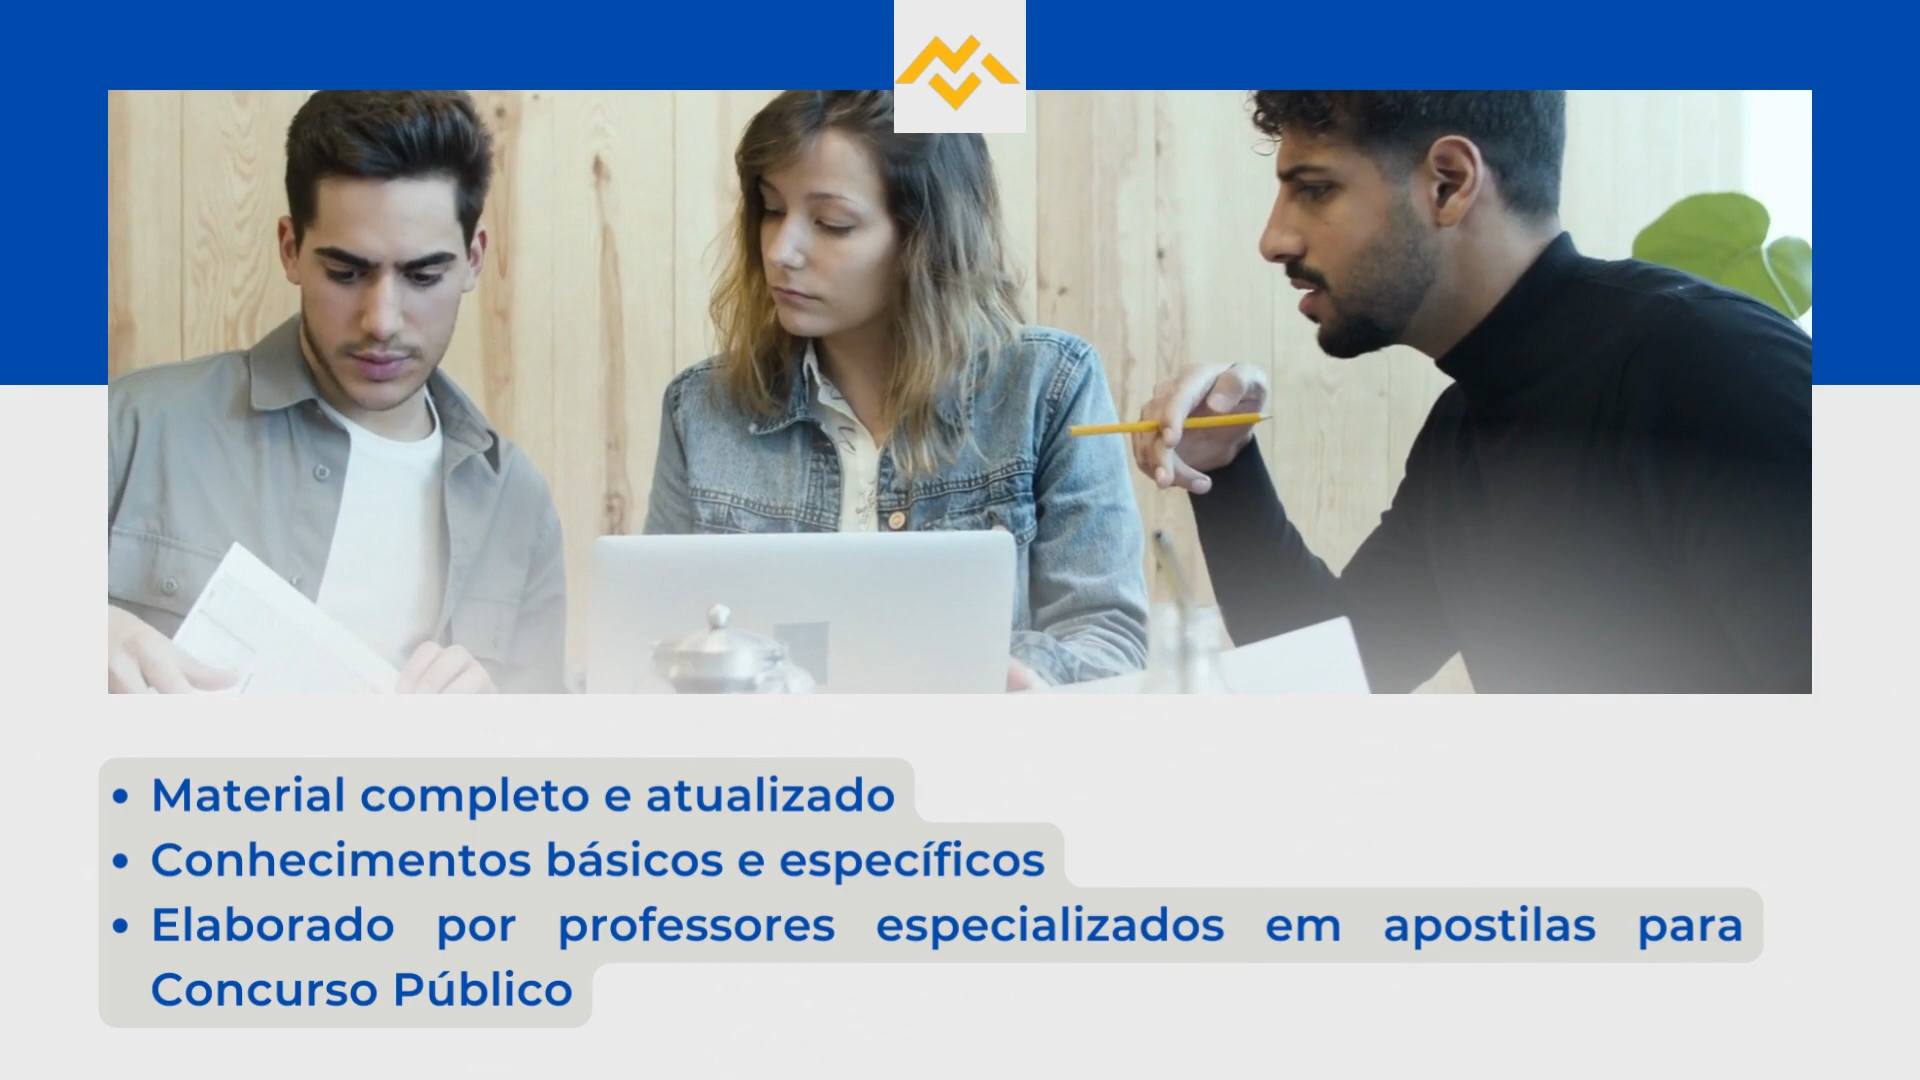 • Material completo e atualizado
• Conhecimentos básicos e específicos
• Elaborado por professores especializados em apostilas para
Concurso Público